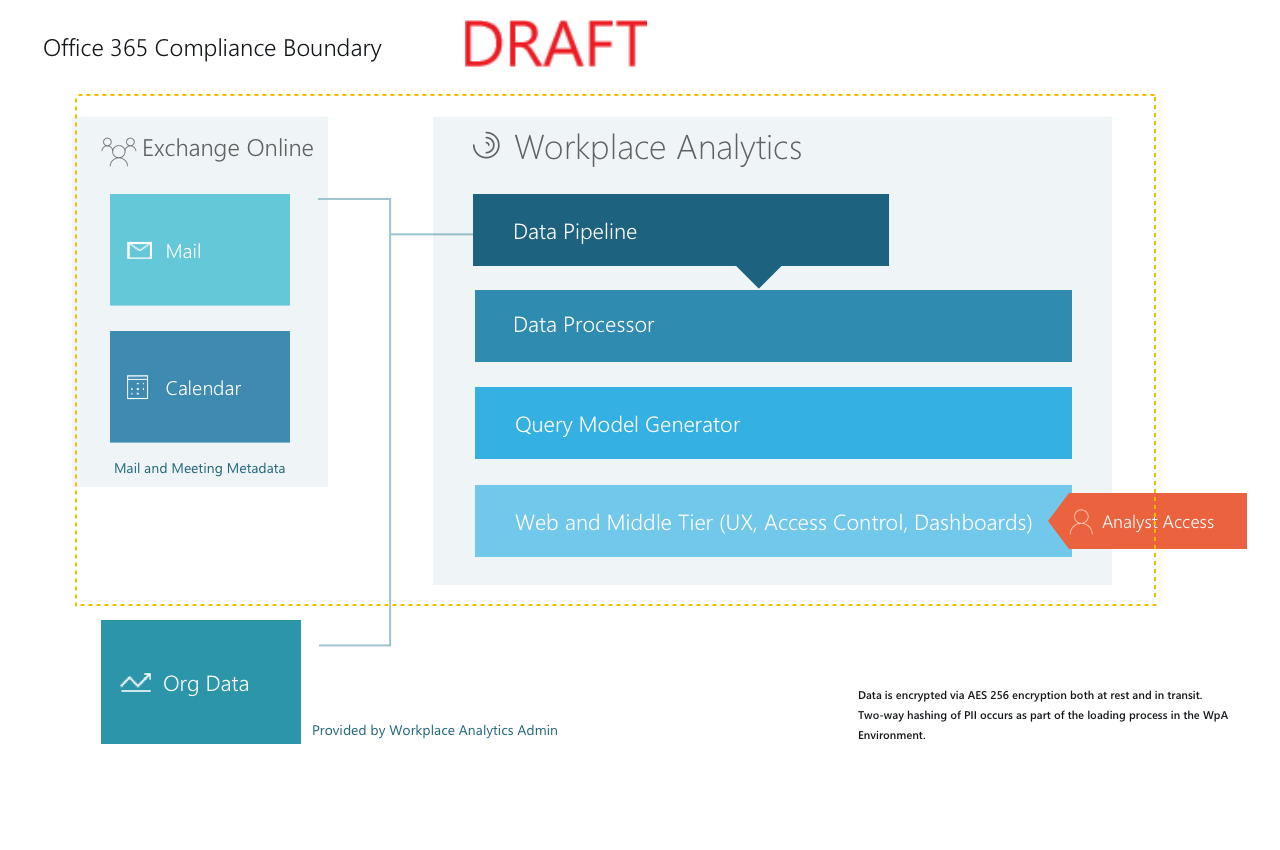 Office 365 Compliance Boundary
DRAFT
Exchange Online
Mail
Calendar
Mail and Meeting Metadata
Workplace Analytics
Data Pipeline
Data Processor
Query Model Generator
Web and Middle Tier (UX, Access Control, Dashboards)
Analyst Access
Org Data
Provided by Workplace Analytics Admin
Data is encrypted via AES 256 encryption both at rest and in transit.
Two-way hashing of PII occurs as part of the loading process in the WpA
Environment.